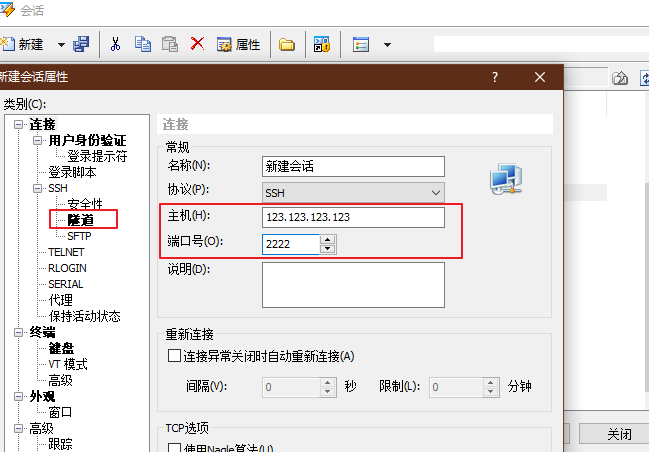 会话
新建
属性
新建会话属性
?
类别(C):
连接
用户身份验证
登录提示符
登录脚本
SSH
安全性
隧道
SFTP
TELNET
RLOGIN
SERIAL
代理
保持活动状态
终端
键盘
VT 模式
高级
外观
窗口
高级
跟踪
连接
常规
名称(N):
新建会话
协议(P):
SSH
主机(H):
123.123.123.123
端口号(O):
2222
说明(D):
重新连接
连接异常关闭时自动重新连接(A)
间隔(V):
0
秒
限制(L):
0
分钟
TCP选项
使用Nagle算法(U)
关闭